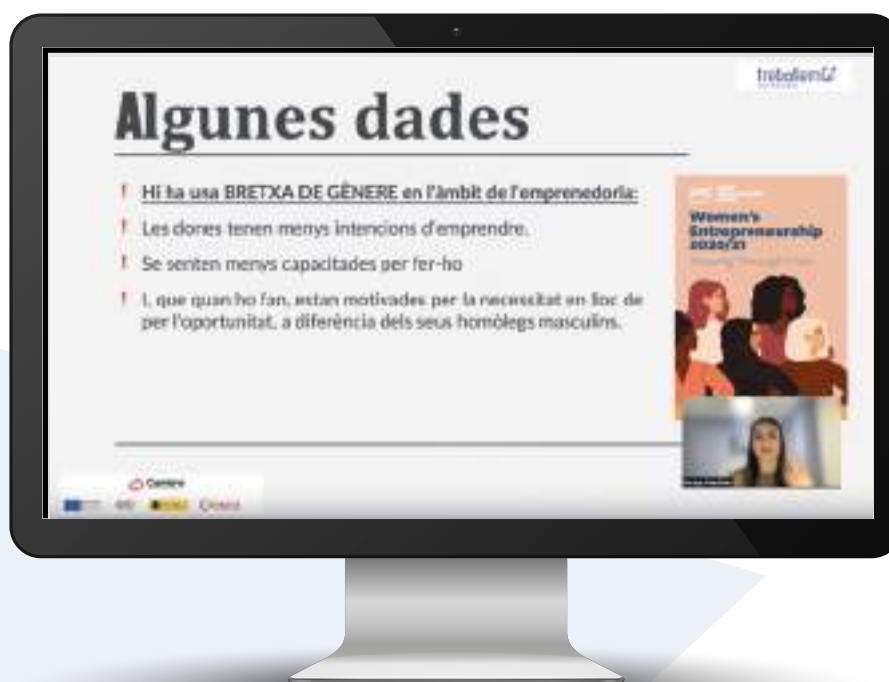 treballem
Algunes dades
Hi ha una BRETXA DE GÈNERE en l'àmbit de l'emprenedoria:
Les dones tenen menys intencions d'emprendre.
Se senten menys capacitades per fer-ho
I, que quan ho fan, estan motivades per la necessitat en lloc de
per l'oportunitat, a diferència dels seus homòlegs masculins.
Women's
Entrepreneurship
2020/21